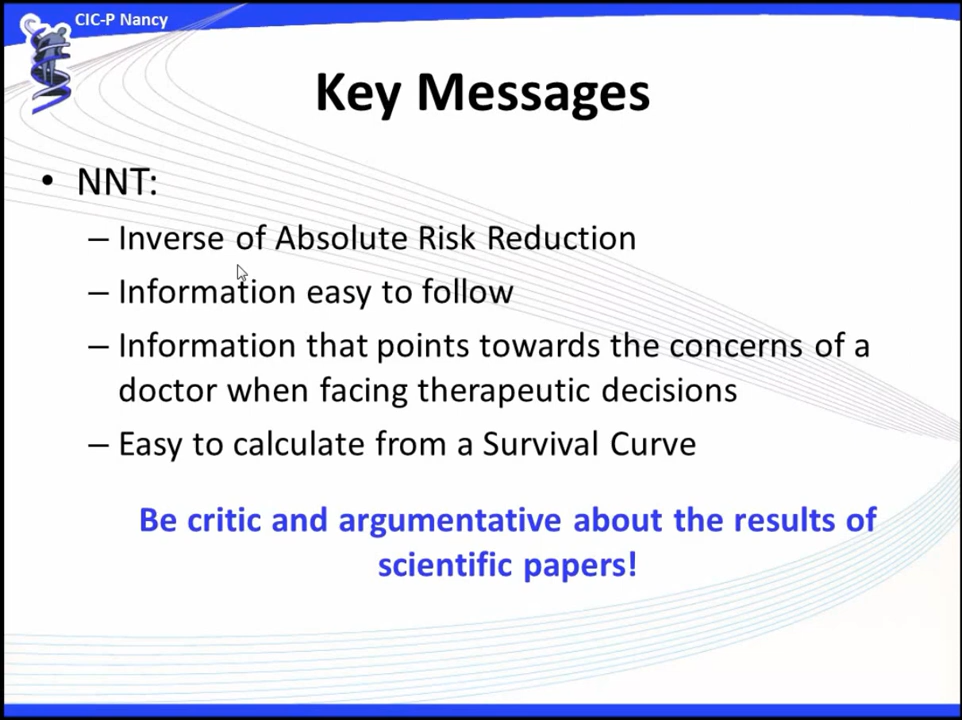 CIC-P Nancy
Key Messages
• NNT:
– Inverse of Absolute Risk Reduction
– Information easy to follow
– Information that points towards the concerns of a
doctor when facing therapeutic decisions
– Easy to calculate from a Survival Curve
Be critic and argumentative about the results of
scientific papers!